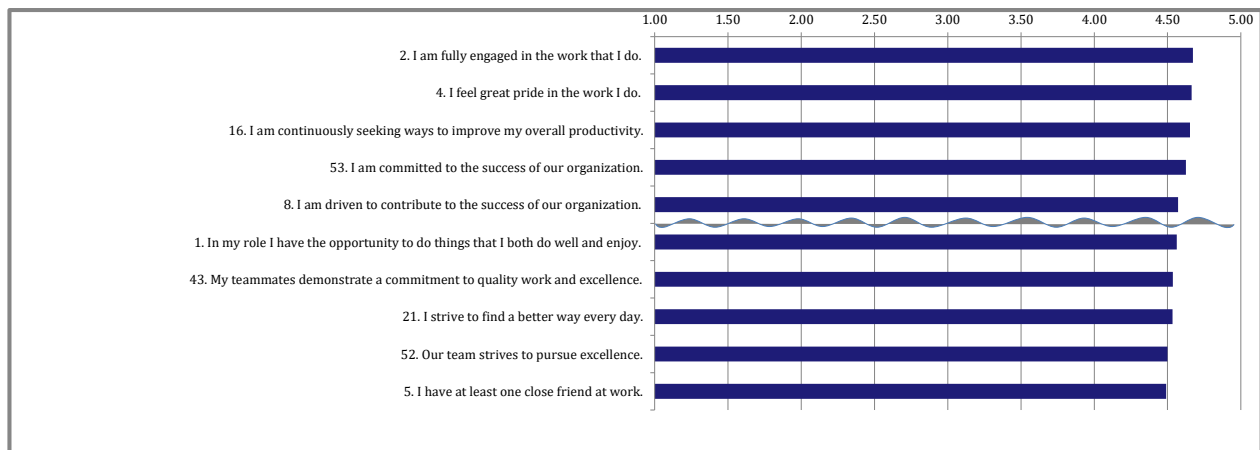 1.00 1.50 2.00 2.50 3.00 3.50 4.00 4.50 5.00
2. I am fully engaged in the work that I do.
4. I feel great pride in the work I do.
16. I am continuously seeking ways to improve my overall productivity.
53. I am committed to the success of our organization.
8. I am driven to contribute to the success of our organization.
1. In my role I have the opportunity to do things that I both do well and enjoy.
43. My teammates demonstrate a commitment to quality work and excellence.
21. I strive to find a better way every day.
52. Our team strives to pursue excellence.
5. I have at least one close friend at work.